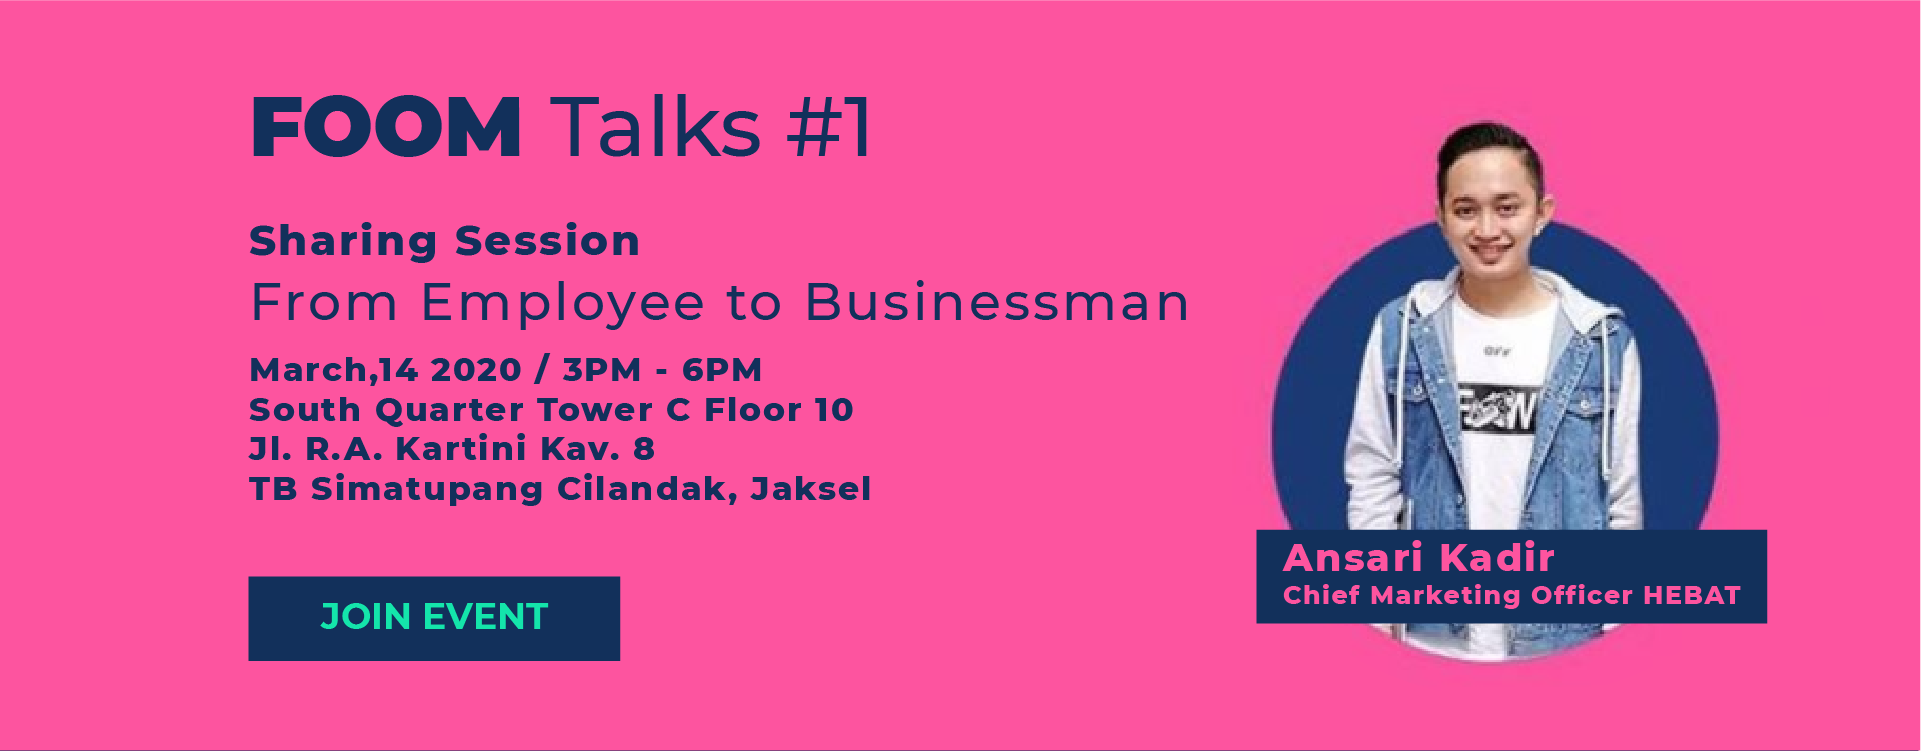 FOOM Talks #1
Sharing Session
From Employee to Businessman
March,14 2020 / 3PM - 6PM
South Quarter Tower C Floor 10
Jl. R.A. Kartini Kav. 8
TB Simatupang Cilandak, Jaksel
JOIN EVENT
OFF
Ansari Kadir
Chief Marketing Officer HEBAT